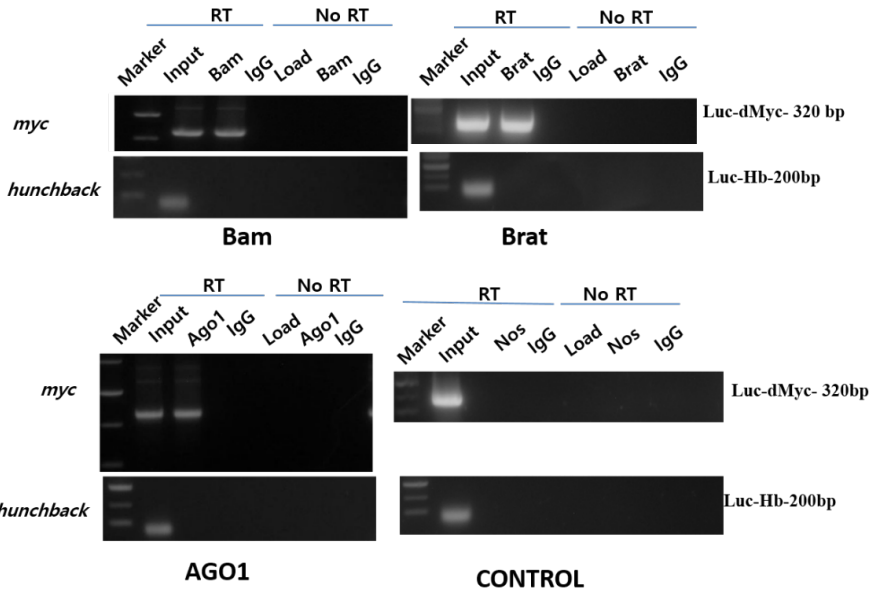 RT No RT RT No RT
Marker Input Bam IgG Load Bam IgG Marker Input Brat IgG Load Brat IgG
myc Luc-dMyc- 320 bp
hunchback Luc-Hb-200bp
Bam Brat
RT No RT RT No RT
Marker Input Ago1 IgG Load Ago1 IgG Marker Input Nos IgG Load Nos IgG
myc Luc-dMyc- 320bp
hunchback Luc-Hb-200bp
AGO1 CONTROL